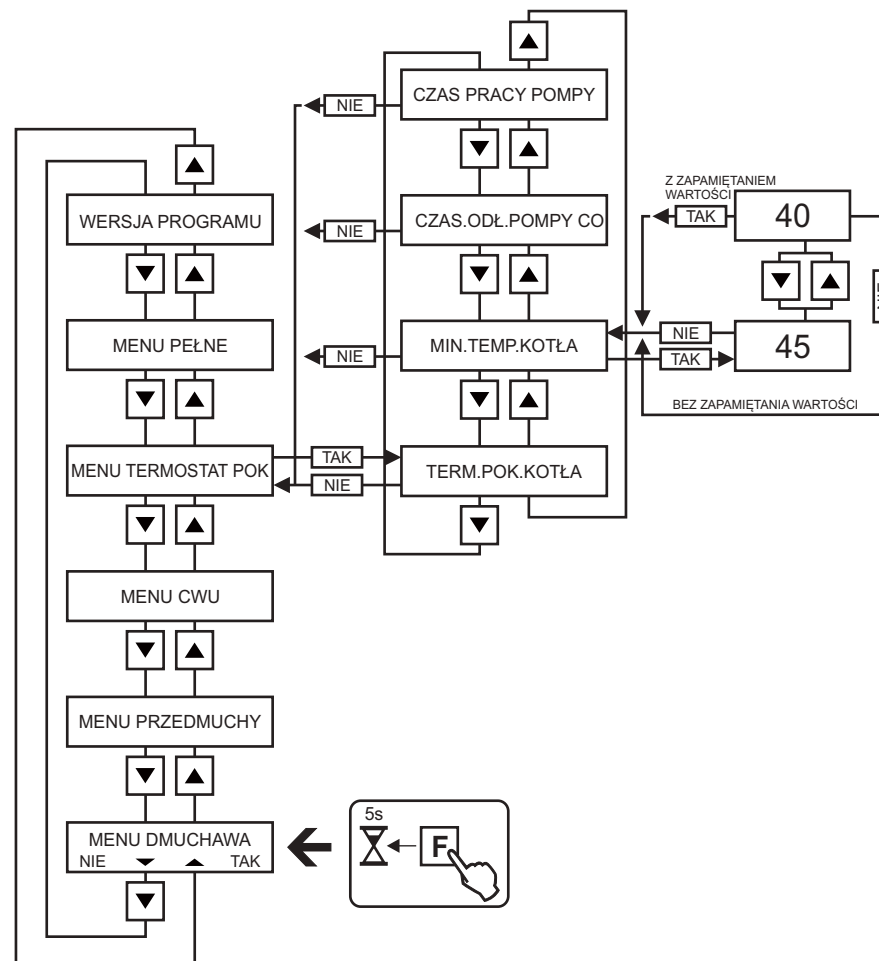 CZAS PRACY POMPY
NIE
Z ZAPAMIĘTANIEM
WARTOŚCI
WERSJA PROGRAMU
NIE
CZAS.ODŁ.POMPY CO
TAK
40
NIE
MENU PEŁNE
NIE
MIN.TEMP.KOTŁA
NIE
TAK
45
BEZ ZAPAMIĘTANIA WARTOŚCI
MENU TERMOSTAT POK
TAK
NIE
TERM.POK.KOTŁA
MENU CWU
MENU PRZEDMUCHY
MENU DMUCHAWA
NIE
TAK
5s
F